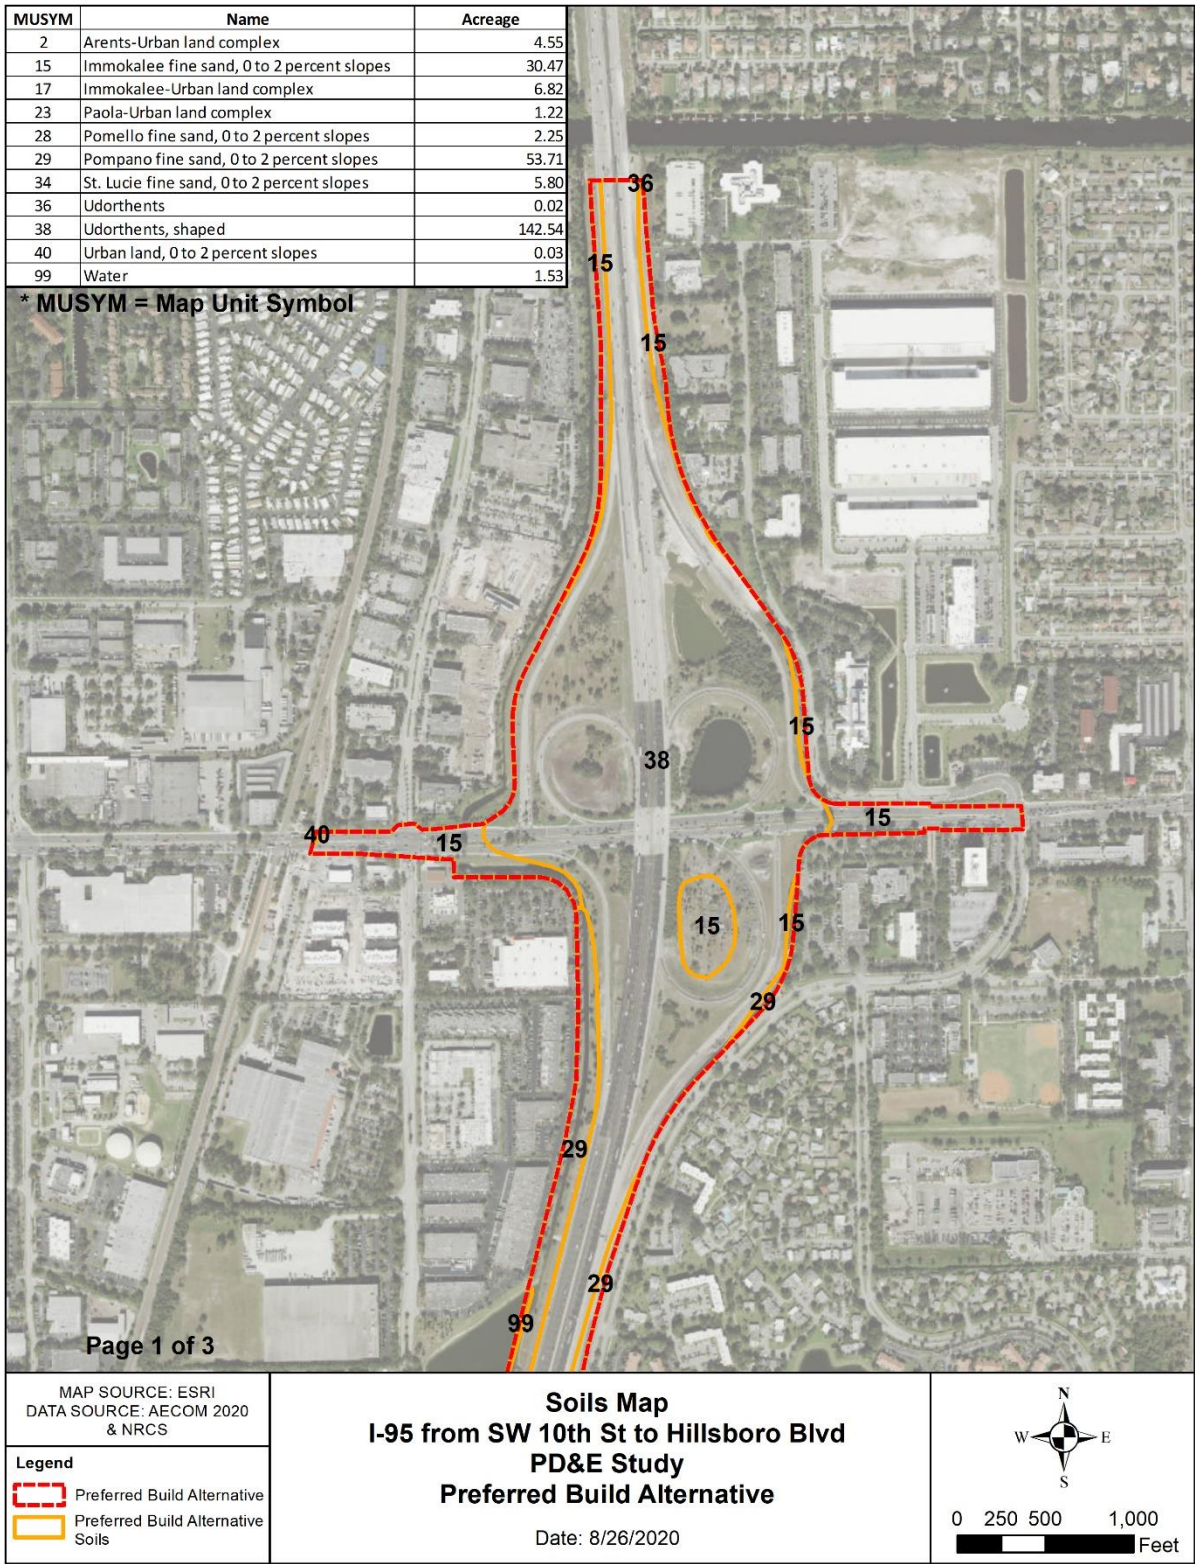 MUSYM Name Acreage
2 Arents-Urban land complex 4.55
15 Immokalee fine sand, 0 to 2 percent slopes 30.47
17 Immokalee-Urban land complex 6.82
23 Paola-Urban land complex 1.22
28 Pomello fine sand, 0 to 2 percent slopes 2.25
29 Pompano fine sand, 0 to 2 percent slopes 53.71
34 St. Lucie fine sand, 0 to 2 percent slopes 5.80
36 Udorthents 0.02
38 Udorthents, shaped 142.54
40 Urban land, 0 to 2 percent slopes 0.03
99 Water 1.53
* MUSYM = Map Unit Symbol
36
15
15
15
38
15
40
15
15
15
29
29
29
99
Page 1 of 3
MAP SOURCE: ESRI
DATA SOURCE: AECOM 2020
& NRCS
Legend
Preferred Build Alternative
Preferred Build Alternative
Soils
Soils Map
I-95 from SW 10th St to Hillsboro Blvd
PD&E Study
Preferred Build Alternative
Date: 8/26/2020
N
W E
S
0 250 500 1,000
Feet